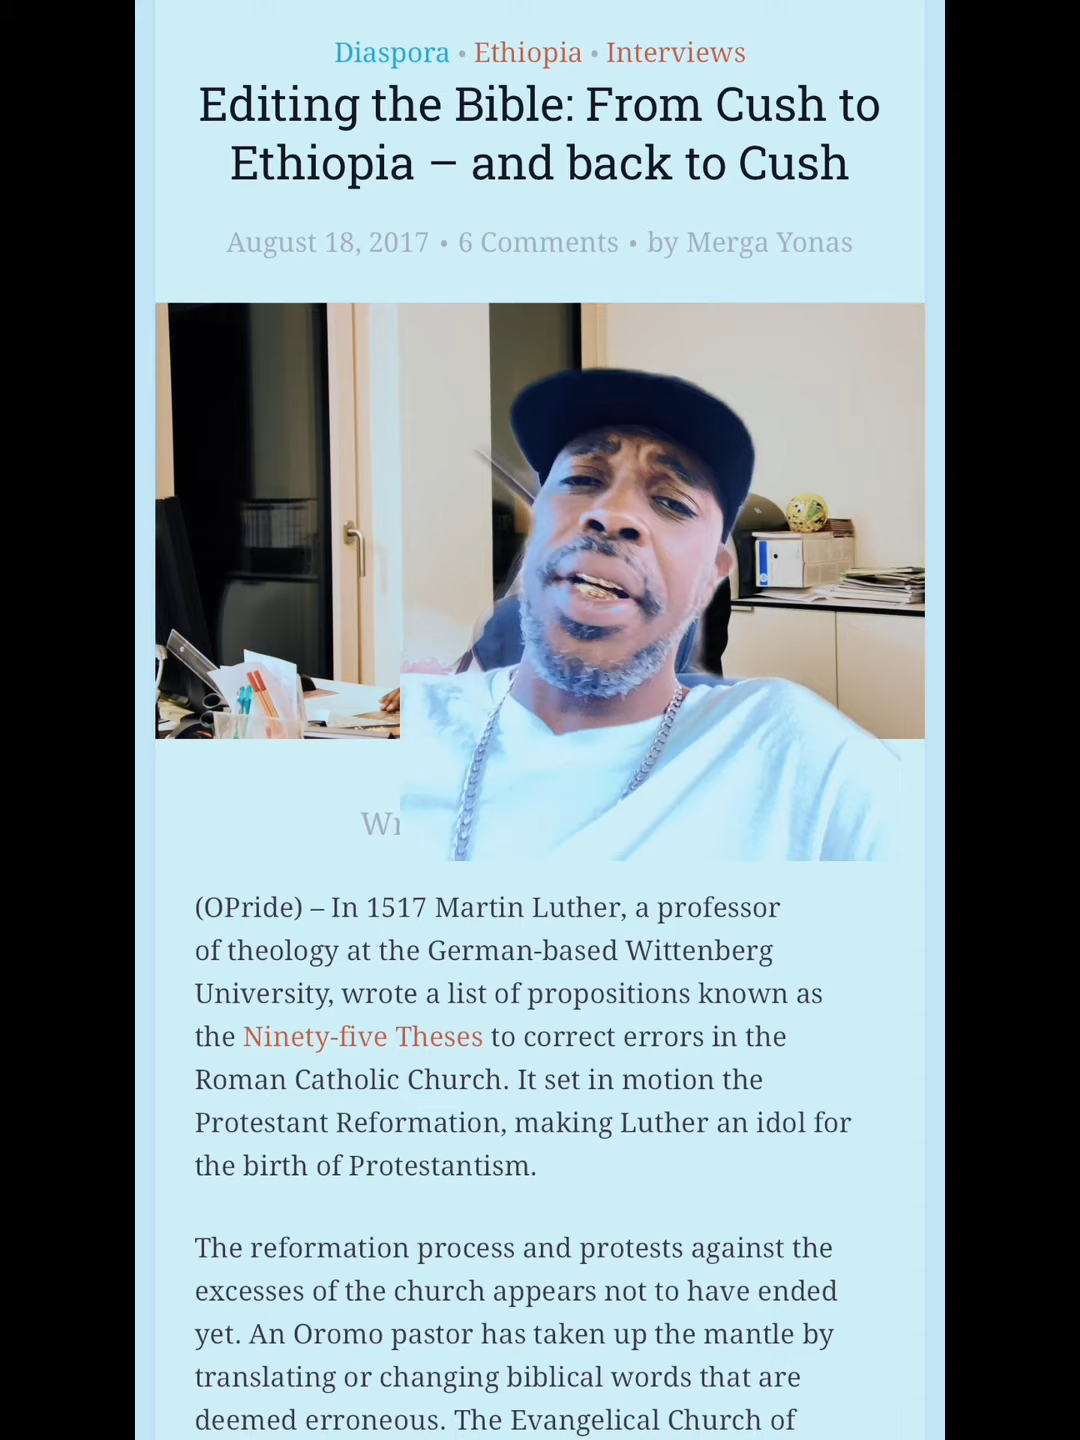 Diaspora • Ethiopia • Interviews
Editing the Bible: From Cush to
Ethiopia – and back to Cush
August 18, 2017 • 6 Comments • by Merga Yonas
(OPride) – In 1517 Martin Luther, a professor
of theology at the German-based Wittenberg
University, wrote a list of propositions known as
the Ninety-five Theses to correct errors in the
Roman Catholic Church. It set in motion the
Protestant Reformation, making Luther an idol for
the birth of Protestantism.
The reformation process and protests against the
excesses of the church appears not to have ended
yet. An Oromo pastor has taken up the mantle by
translating or changing biblical words that are
deemed erroneous. The Evangelical Church of